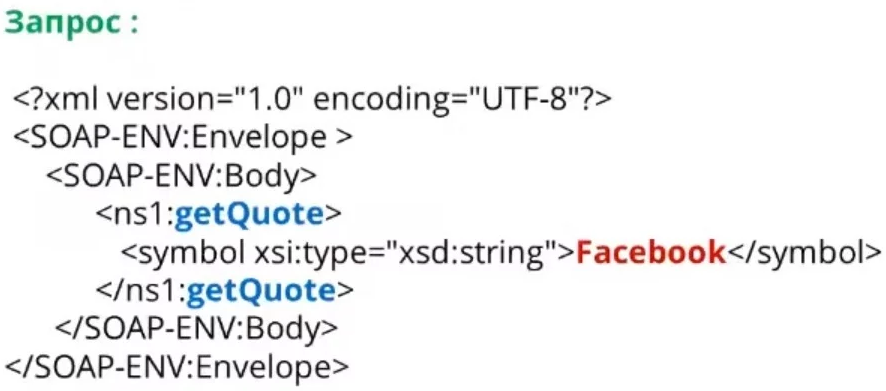 Запрос :
<?xml version="1.0" encoding="UTF-8"?>
<SOAP-ENV:Envelope >
<SOAP-ENV:Body>
<ns1:getQuote>
<symbol xsi:type="xsd:string">Facebook</symbol>
</ns1:getQuote>
</SOAP-ENV:Body>
</SOAP-ENV:Envelope>